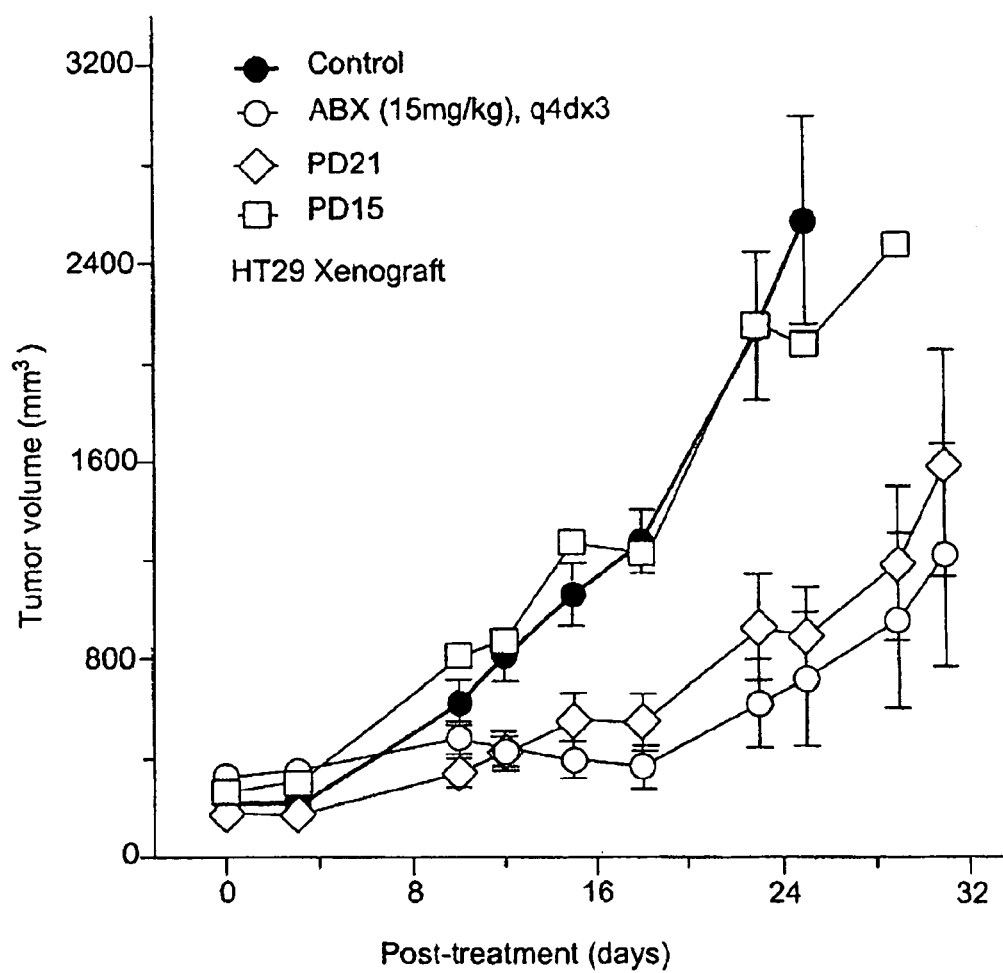 3200
2400
1600
800
0
Tumor volume (mm³)
Control
ABX (15mg/kg), q4dx3
PD21
PD15
HT29 Xenograft
0 8 16 24 32
Post-treatment (days)